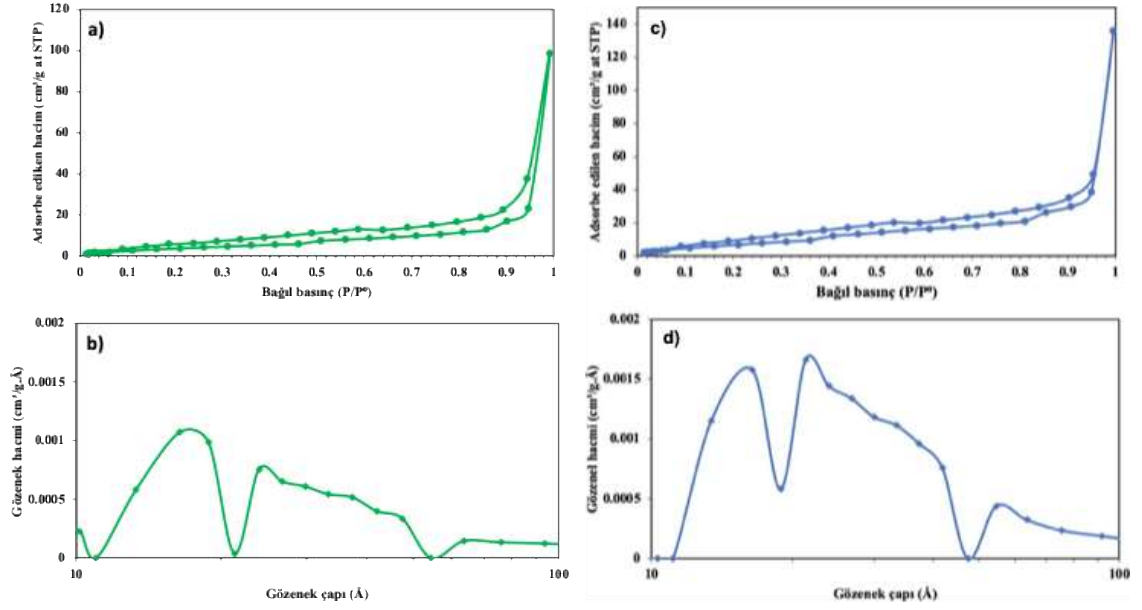 a)
Adsorbe edilken hacim ( cm³/g at STP)
120
100
80
60
40
20
0
0 0.1 0.2 0.3 0.4 0.5 0.6 0.7 0.8 0.9 1
Bağıl basınç (P/Pº)
c)
Adsorbe edilen hacim (cm³/g at STP)
140
120
100
80
60
40
20
0
0 0.1 0.2 0.3 0.4 0.5 0.6 0.7 0.8 0.9 1
Bağıl basınç (P/Pº)
b)
Gözenek hacmi (cm³/g.Å)
0.002
0.0015
0.001
0.0005
0
10 100
Gözenek çapı (Å)
d)
Gözenel hacmi (cm³/g.Å)
0.002
0.0015
0.001
0.0005
0
10 100
Gözenek çapı (Å)